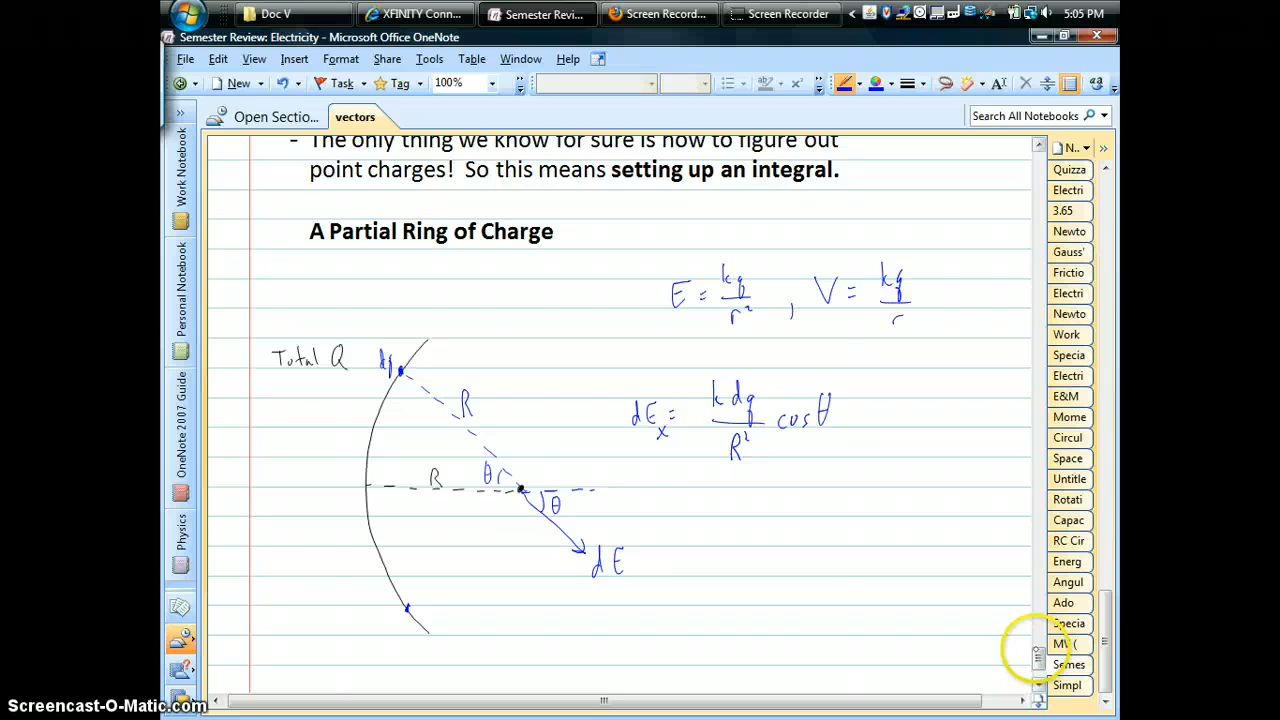 Doc V
XFINITY Conn...
Semester Revi...
Screen Record...
Screen Recorder
5:05 PM
Semester Review: Electricity - Microsoft Office OneNote
File Edit View Insert Format Share Tools Table Window Help
New Task Tag 100%
Open Sectio... vectors
Search All Notebooks
N..
Work Notebook
Personal Notebook
OneNote 2007 Guide
Physics
- The only thing we know for sure is how to figure out
point charges! So this means setting up an integral.
A Partial Ring of Charge
E = kq/r² , V = kq/r
Total Q
dq
R
dEx = k dq/R² cosθ
R
θ
θ
dE
Quizza
Electri
3.65
Newto
Gauss'
Frictio
Electri
Newto
Work
Specia
Electri
E&M
Mome
Circul
Space
Untitle
Rotati
Capac
RC Cir
Energ
Angul
Ado
Specia
MV (
Semes
Simpl
Screencast-O-Matic.com